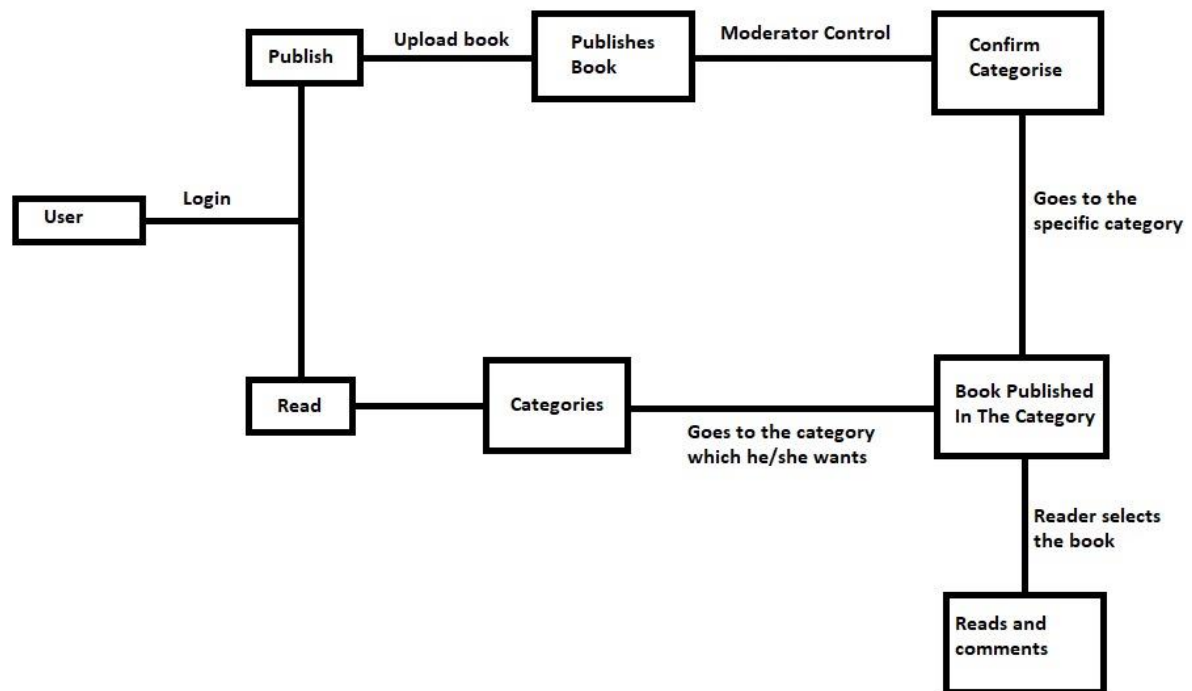 Publish
Upload book
Publishes
Book
Moderator Control
Confirm
Categorise
User
Login
Goes to the
specific category
Read
Categories
Goes to the category
which he/she wants
Book Published
In The Category
Reader selects
the book
Reads and
comments